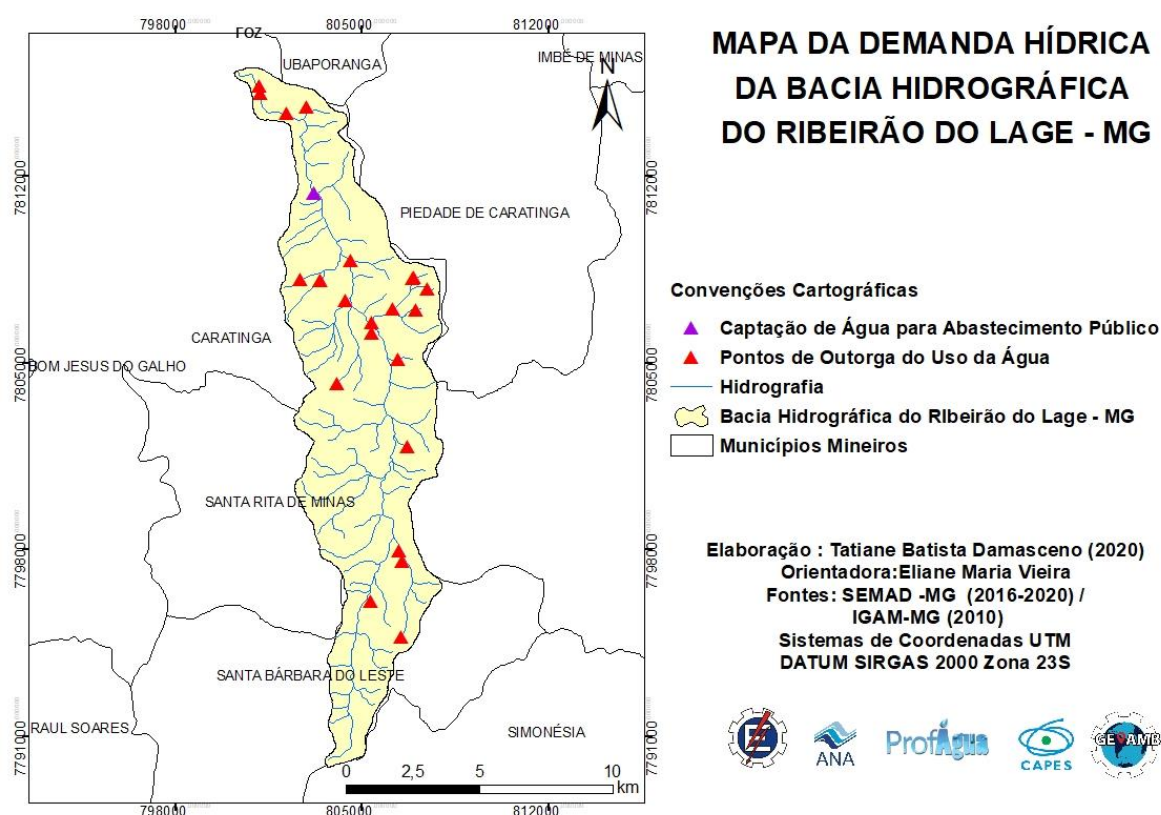 798000
805000
812000
FOZ
UBAPORANGA
IMBÉ DE MINAS
N
7812000
7812000
PIEDADE DE CARATINGA
CARATINGA
BOM JESUS DO GALHO
7805000
7805000
SANTA RITA DE MINAS
7798000
7798000
SANTA BÁRBARA DO LESTE
RAUL SOARES
SIMONÉSIA
7791000
7791000
0 2,5 5 10
km
798000
805000
812000
MAPA DA DEMANDA HÍDRICA
DA BACIA HIDROGRÁFICA
DO RIBEIRÃO DO LAGE - MG
Convenções Cartográficas
Captação de Água para Abastecimento Público
Pontos de Outorga do Uso da Água
Hidrografia
Bacia Hidrográfica do RIbeirão do Lage - MG
Municípios Mineiros
Elaboração : Tatiane Batista Damasceno (2020)
Orientadora:Eliane Maria Vieira
Fontes: SEMAD -MG (2016-2020) /
IGAM-MG (2010)
Sistemas de Coordenadas UTM
DATUM SIRGAS 2000 Zona 23S
ANA
ProfÁgua
CAPES